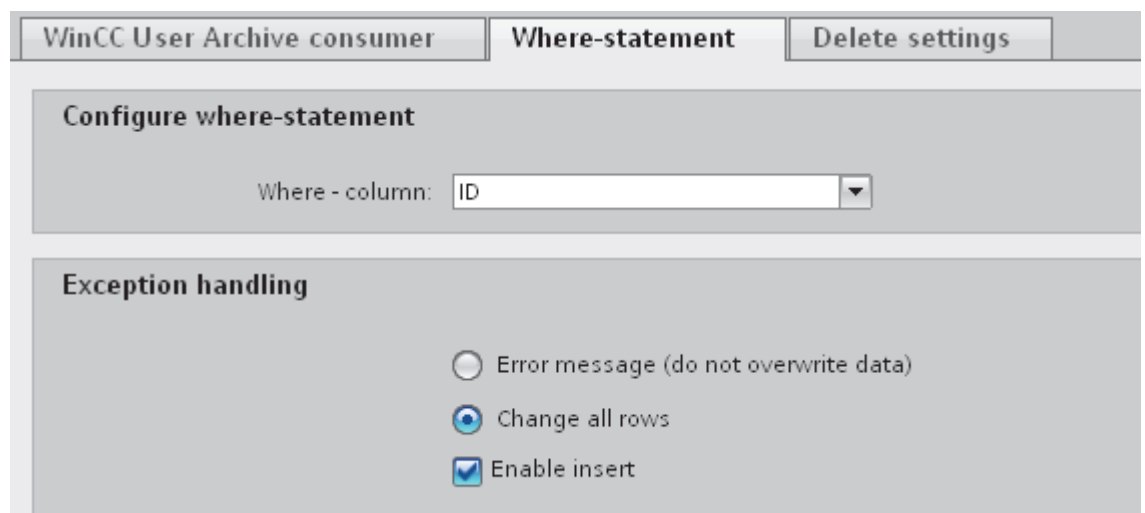 WinCC User Archive consumer Where-statement Delete settings
Configure where-statement
Where - column: ID
Exception handling
Error message (do not overwrite data)
Change all rows
Enable insert